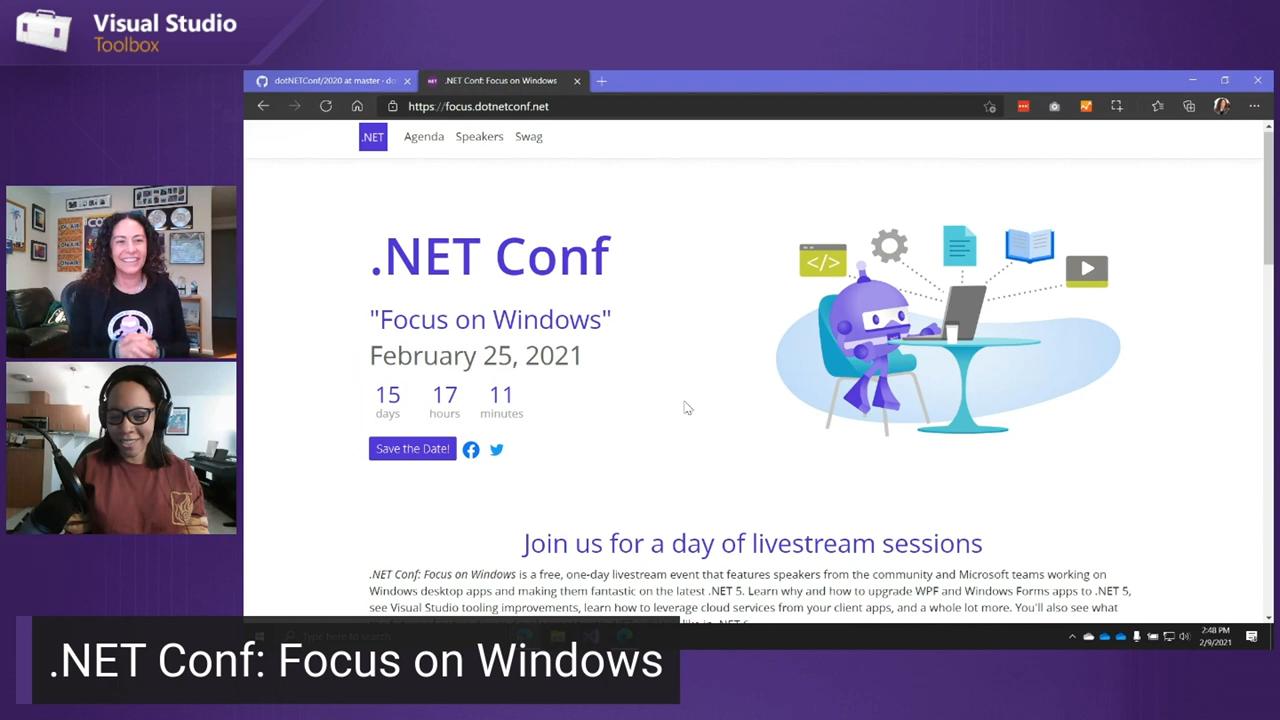 Visual Studio
Toolbox
dotNETConf/2020 at master · do
.NET Conf: Focus on Windows
https://focus.dotnetconf.net
.NET
Agenda
Speakers
Swag
.NET Conf
"Focus on Windows"
February 25, 2021
15
17
11
days
hours
minutes
Save the Date!
</>
Join us for a day of livestream sessions
.NET Conf: Focus on Windows is a free, one-day livestream event that features speakers from the community and Microsoft teams working on
Windows desktop apps and making them fantastic on the latest .NET 5. Learn why and how to upgrade WPF and Windows Forms apps to .NET 5,
see Visual Studio tooling improvements, learn how to leverage cloud services from your client apps, and a whole lot more. You'll also see what
Type here to search
2:48 PM
2/9/2021
.NET Conf: Focus on Windows